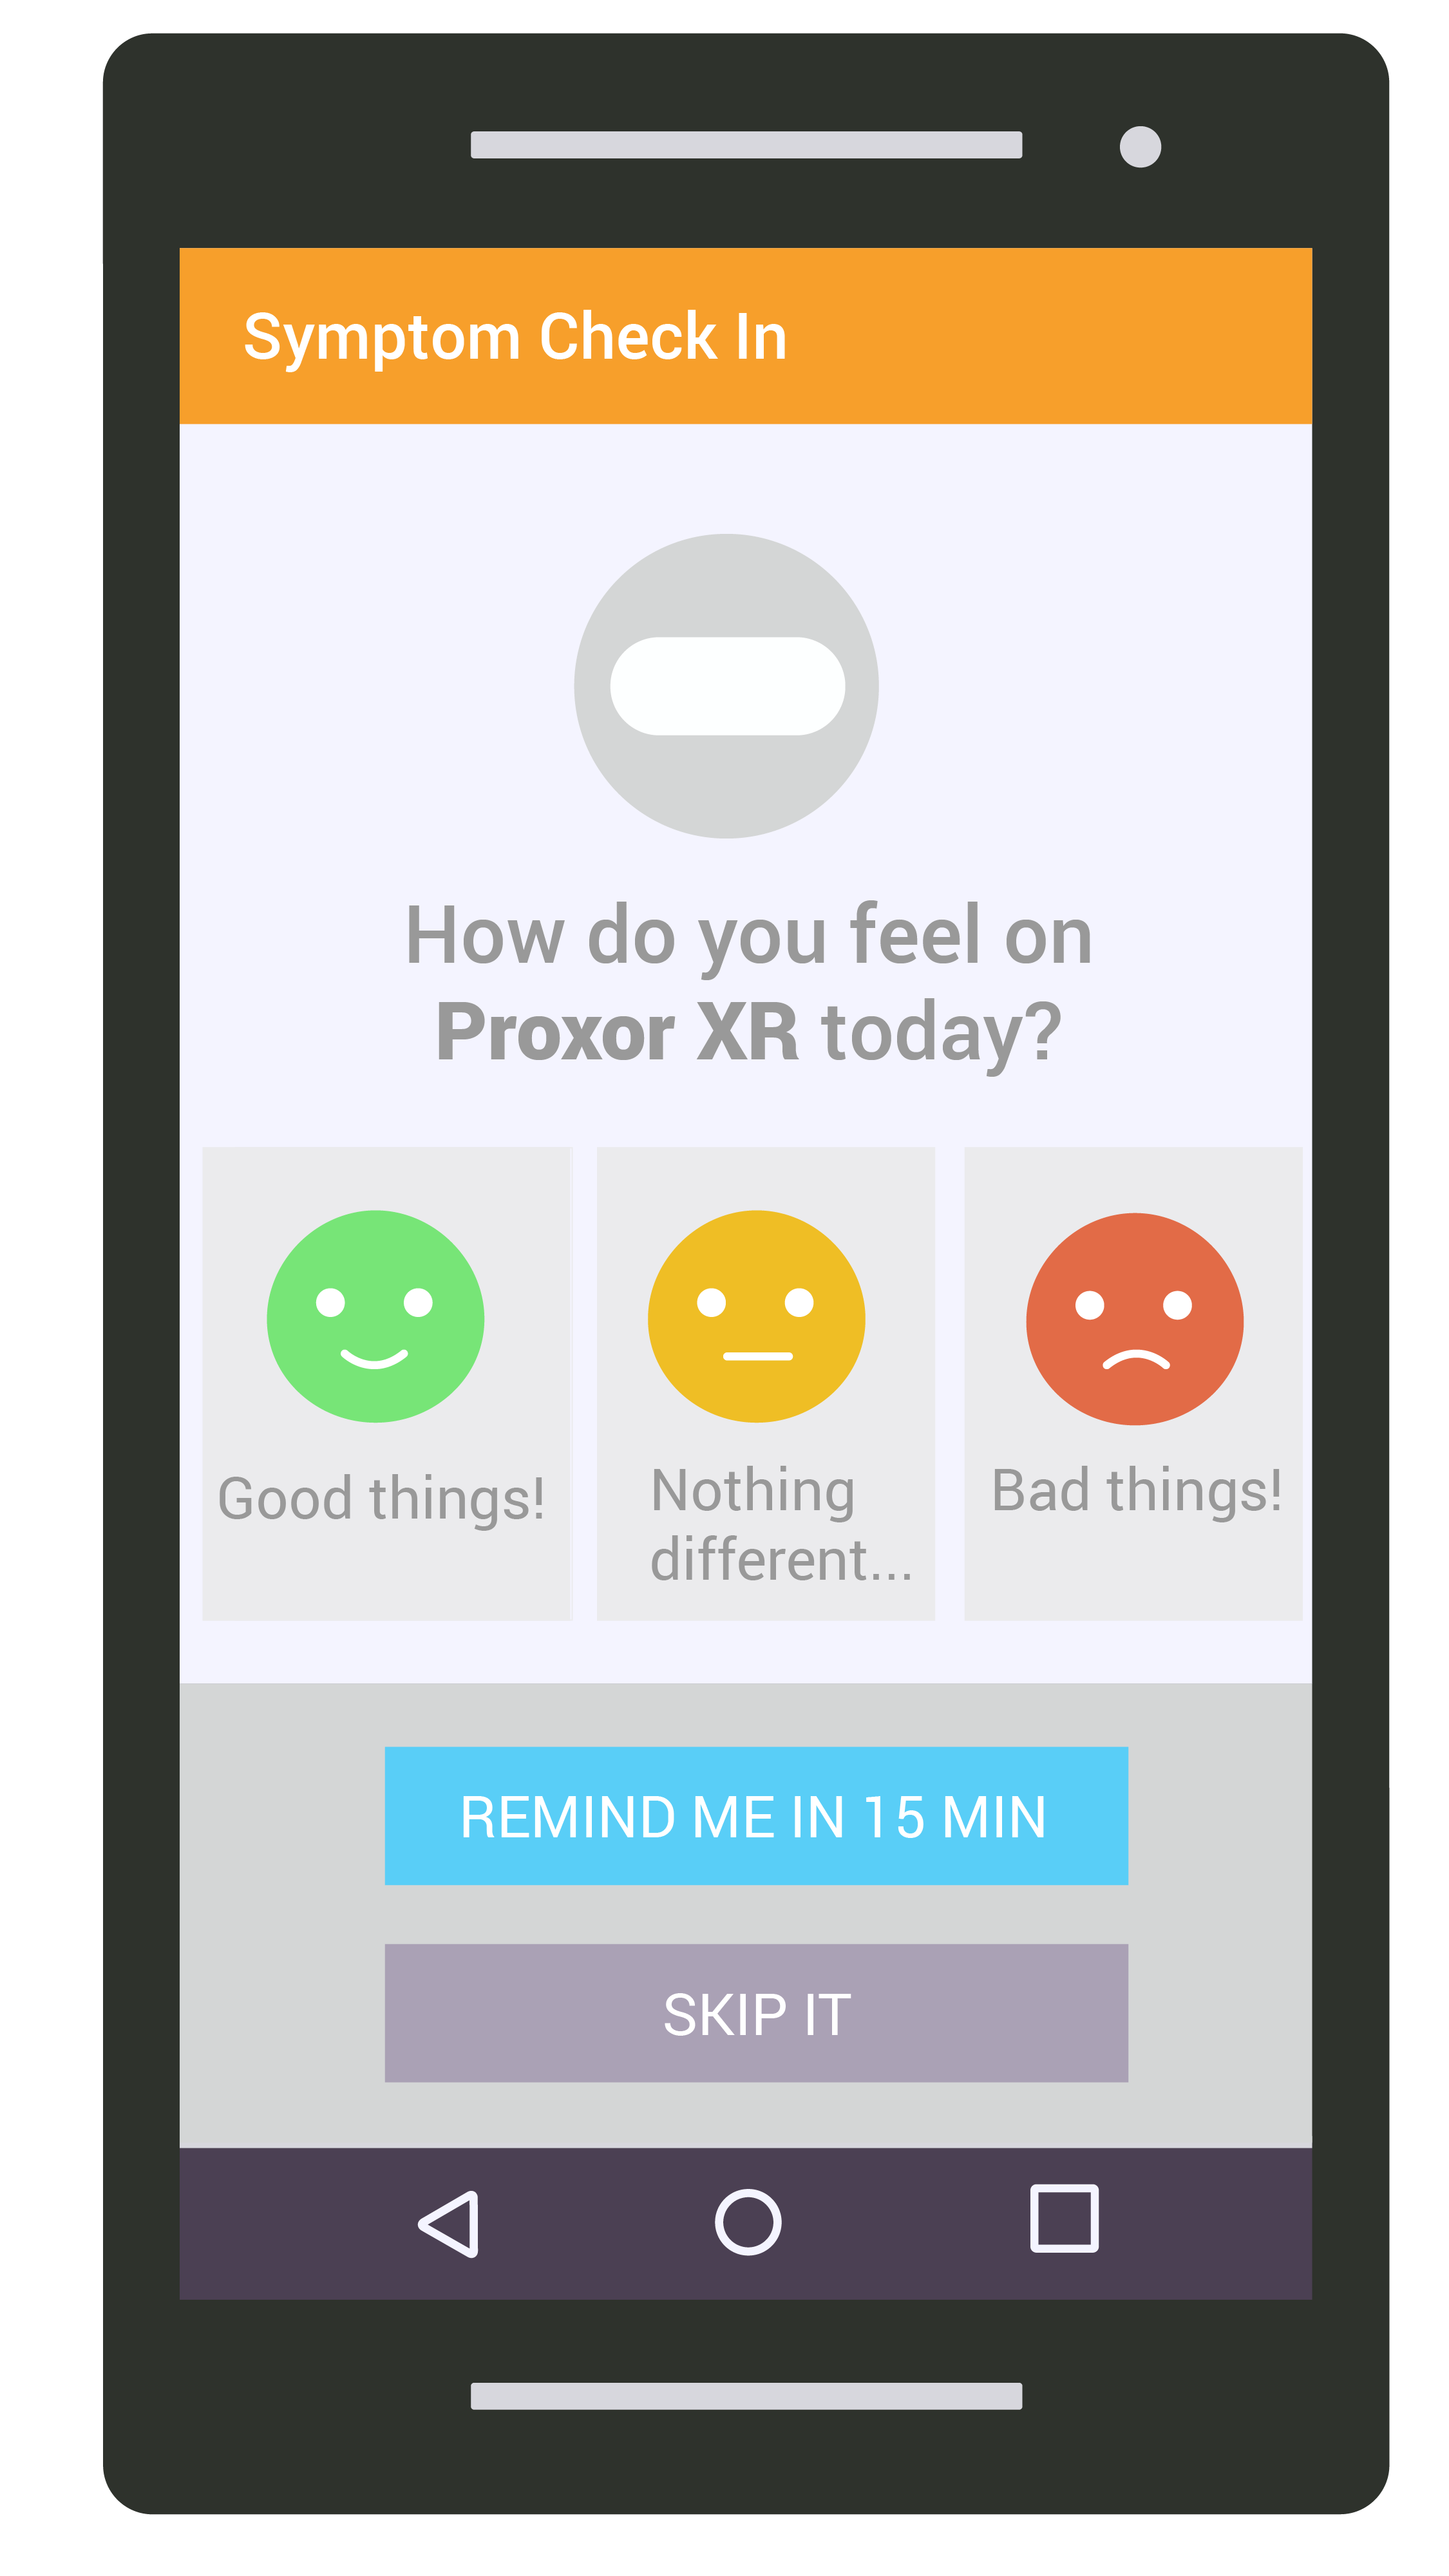 Symptom Check In
How do you feel on
Proxor XR today?
Good things!
Nothing
different...
Bad things!
REMIND ME IN 15 MIN
SKIP IT